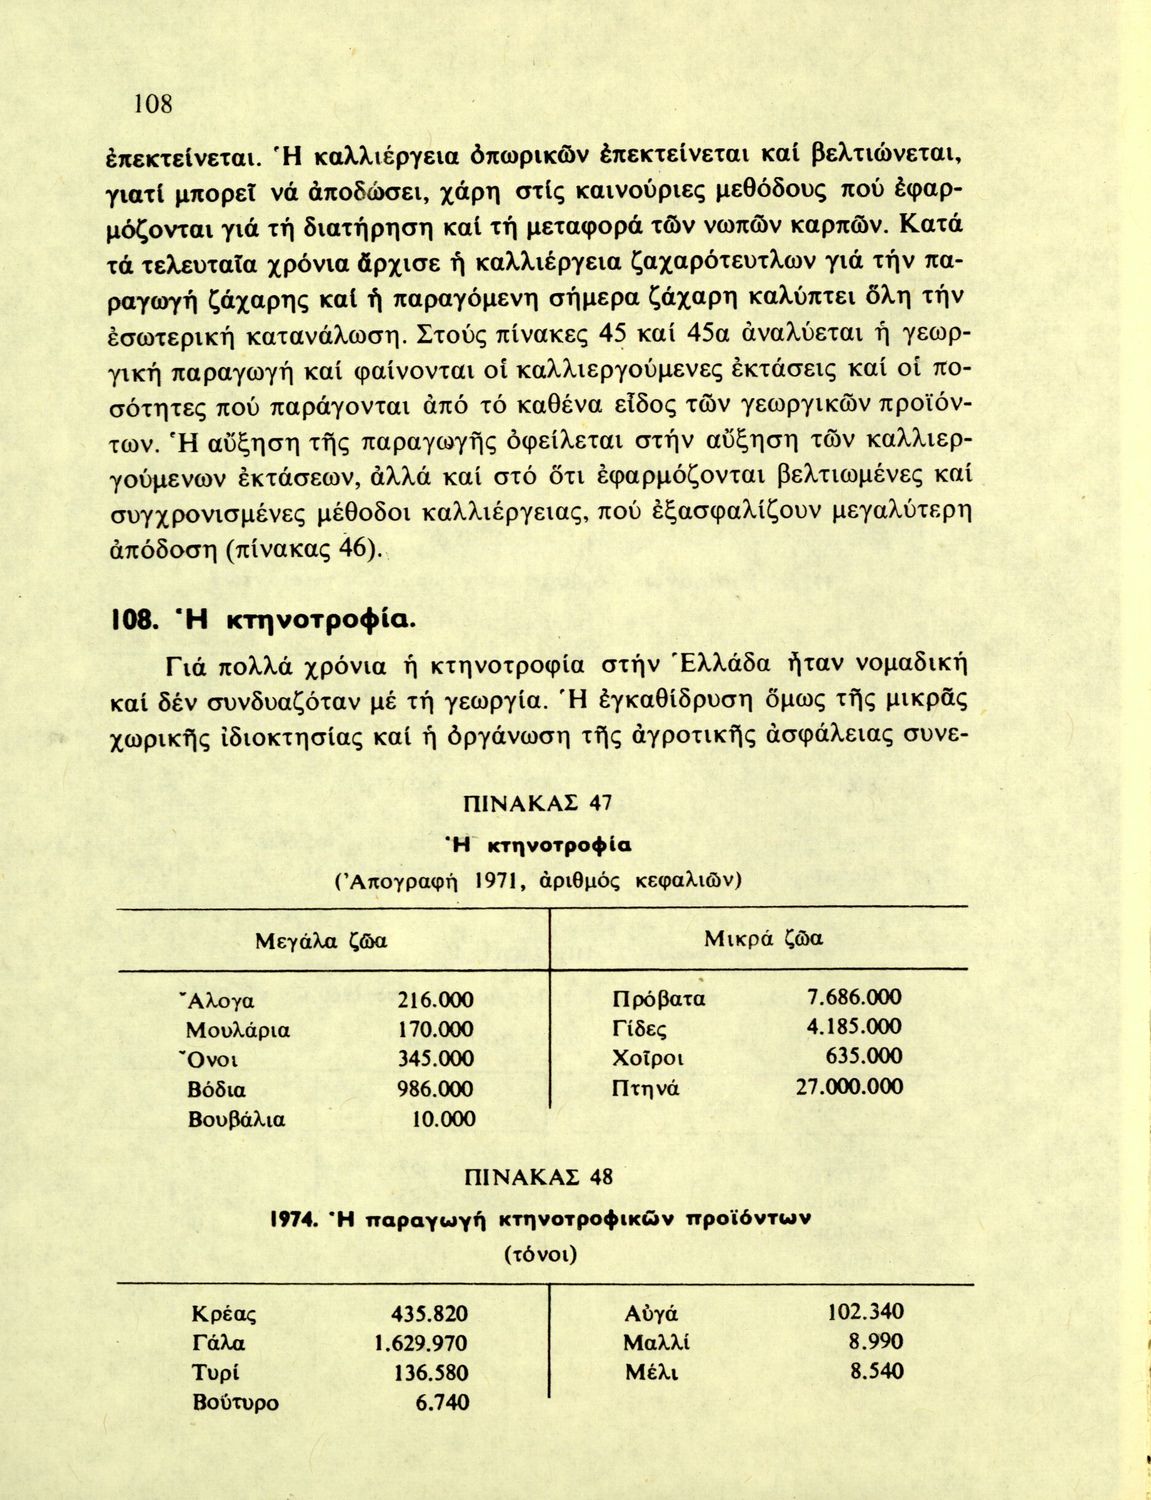 108
ἐπεκτείνεται. Ἡ καλλιέργεια ὀπωρικῶν ἐπεκτείνεται καί βελτιώνεται,
γιατί μπορεῖ νά ἀποδώσει, χάρη στίς καινούριες μεθόδους πού ἐφαρ-
μόζονται γιά τή διατήρηση καί τή μεταφορά τῶν νωπῶν καρπῶν. Κατά
τά τελευταῖα χρόνια ἄρχισε ἡ καλλιέργεια ζαχαρότευτλων γιά τήν πα-
ραγωγή ζάχαρης καί ἡ παραγόμενη σήμερα ζάχαρη καλύπτει ὅλη τήν
ἐσωτερική κατανάλωση. Στούς πίνακες 45 καί 45α ἀναλύεται ἡ γεωρ-
γική παραγωγή καί φαίνονται οἱ καλλιεργούμενες ἐκτάσεις καί οἱ πο-
σότητες πού παράγονται ἀπό τό καθένα εἶδος τῶν γεωργικῶν προϊόν-
των. Ἡ αὔξηση τῆς παραγωγῆς ὀφείλεται στήν αὔξηση τῶν καλλιερ-
γούμενων ἐκτάσεων, ἀλλά καί στό ὅτι ἐφαρμόζονται βελτιωμένες καί
συγχρονισμένες μέθοδοι καλλιέργειας, πού ἐξασφαλίζουν μεγαλύτερη
ἀπόδοση (πίνακας 46).
108. Ἡ κτηνοτροφία.
Γιά πολλά χρόνια ἡ κτηνοτροφία στήν Ἑλλάδα ἦταν νομαδική
καί δέν συνδυαζόταν μέ τή γεωργία. Ἡ ἐγκαθίδρυση ὅμως τῆς μικρᾶς
χωρικῆς ἰδιοκτησίας καί ἡ ὀργάνωση τῆς ἀγροτικῆς ἀσφάλειας συνε-
ΠΙΝΑΚΑΣ 47
Ἡ κτηνοτροφία
(Ἀπογραφή 1971, ἀριθμός κεφαλιῶν)
Μεγάλα ζῶα Μικρά ζῶα
Ἄλογα 216.000 Πρόβατα 7.686.000
Μουλάρια 170.000 Γίδες 4.185.000
Ὄνοι 345.000 Χοῖροι 635.000
Βόδια 986.000 Πτηνά 27.000.000
Βουβάλια 10.000
ΠΙΝΑΚΑΣ 48
1974. Ἡ παραγωγή κτηνοτροφικῶν προϊόντων
(τόνοι)
Κρέας 435.820 Αὐγά 102.340
Γάλα 1.629.970 Μαλλί 8.990
Τυρί 136.580 Μέλι 8.540
Βούτυρο 6.740